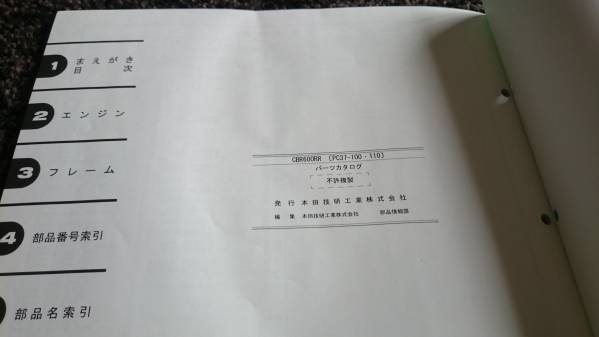 1 まえがき
目次
2 エンジン
3 フレーム
4 部品番号索引
部品名索引
CBR600RR (PC37-100・110)
パーツカタログ
不許複製
発行 本田技研工業株式会社
編集 本田技研工業株式会社 部品情報課